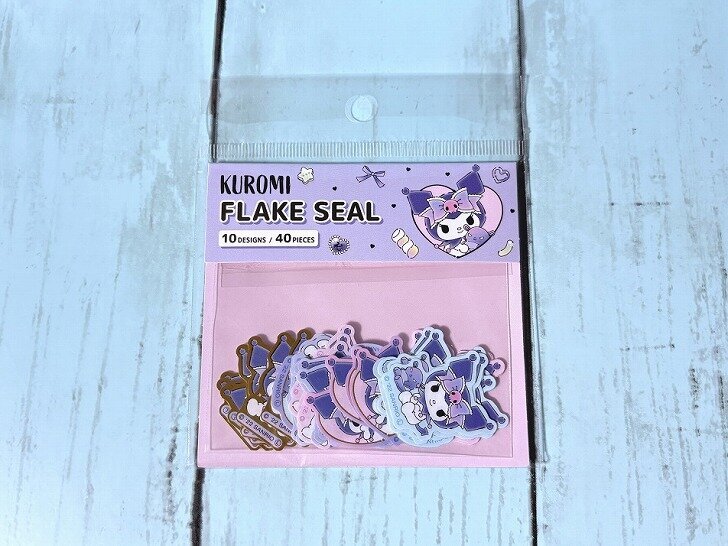 KUROMI
FLAKE SEAL
10 DESIGNS / 40 PIECES